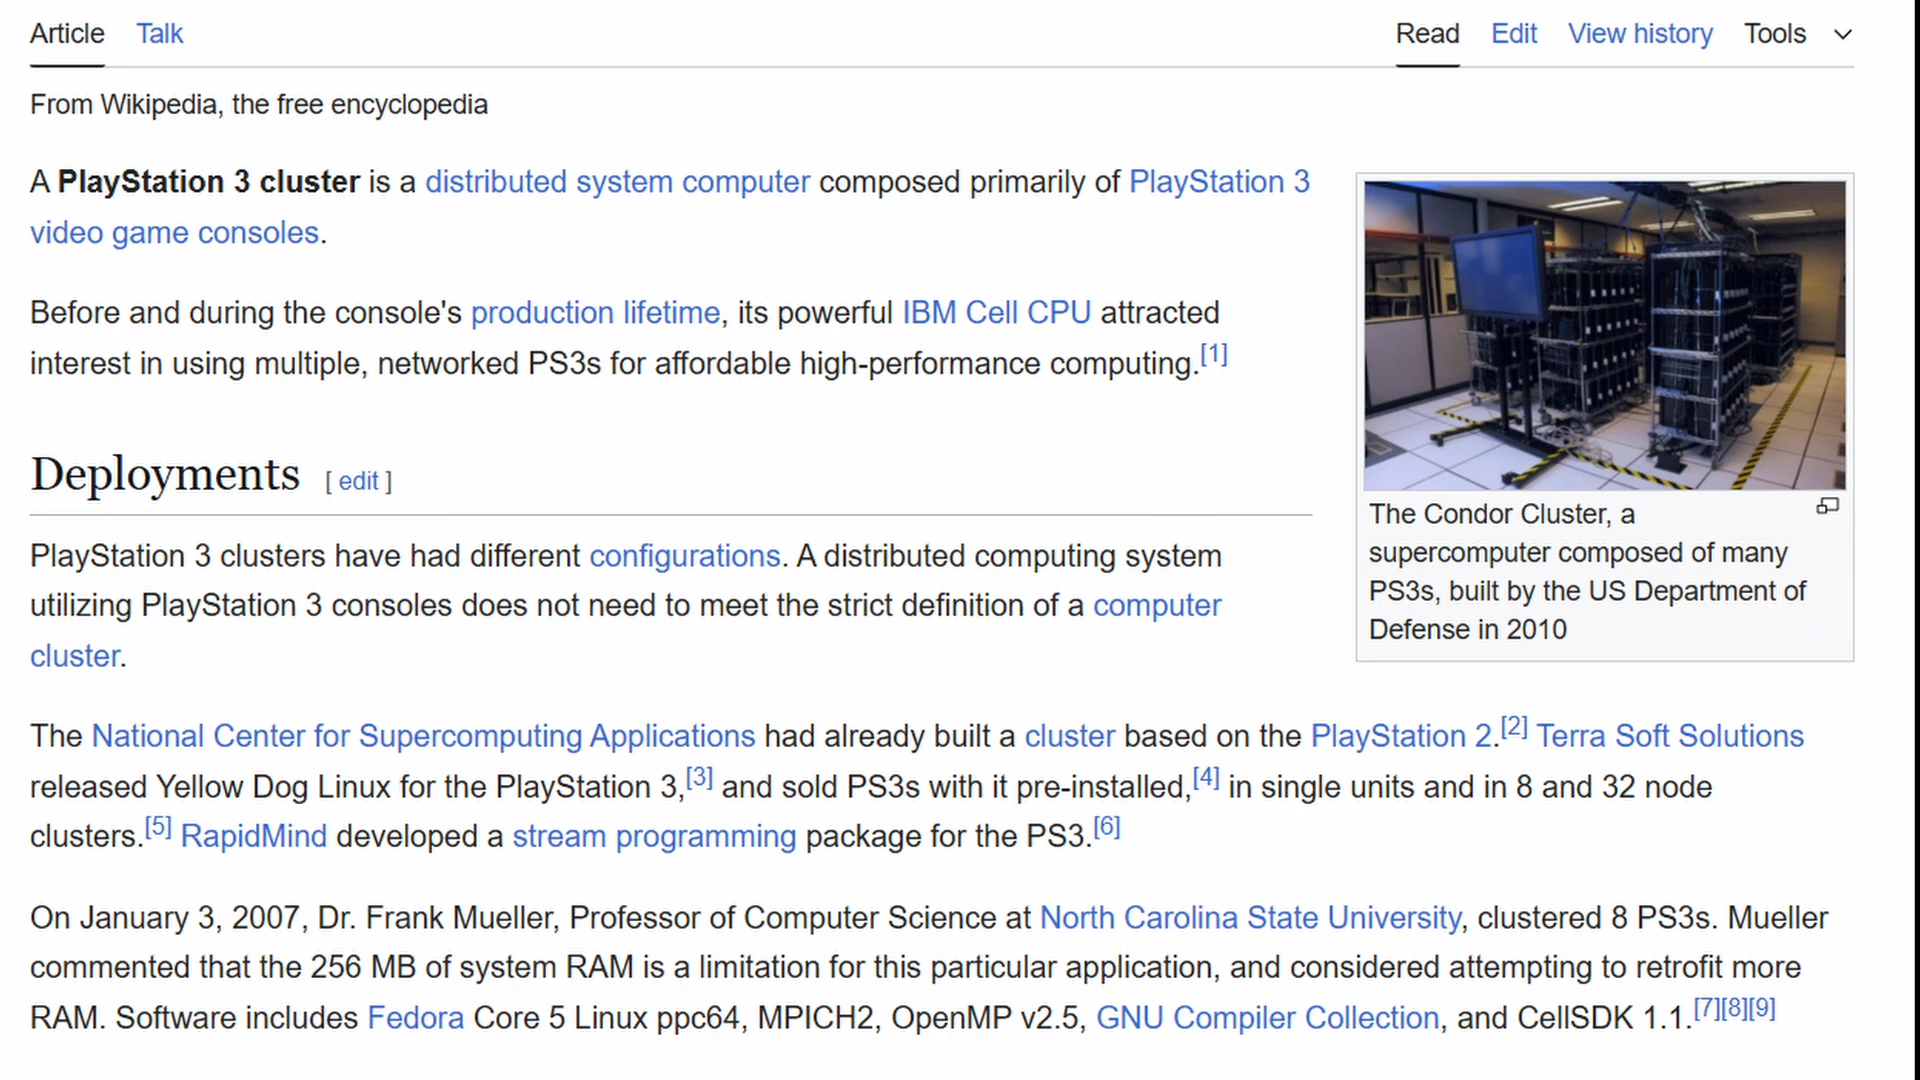 Article Talk Read Edit View history Tools
From Wikipedia, the free encyclopedia
A PlayStation 3 cluster is a distributed system computer composed primarily of PlayStation 3
video game consoles.
Before and during the console's production lifetime, its powerful IBM Cell CPU attracted
interest in using multiple, networked PS3s for affordable high-performance computing.[1]
The Condor Cluster, a
supercomputer composed of many
PS3s, built by the US Department of
Defense in 2010
Deployments [ edit ]
PlayStation 3 clusters have had different configurations. A distributed computing system
utilizing PlayStation 3 consoles does not need to meet the strict definition of a computer
cluster.
The National Center for Supercomputing Applications had already built a cluster based on the PlayStation 2.[2] Terra Soft Solutions
released Yellow Dog Linux for the PlayStation 3,[3] and sold PS3s with it pre-installed,[4] in single units and in 8 and 32 node
clusters.[5] RapidMind developed a stream programming package for the PS3.[6]
On January 3, 2007, Dr. Frank Mueller, Professor of Computer Science at North Carolina State University, clustered 8 PS3s. Mueller
commented that the 256 MB of system RAM is a limitation for this particular application, and considered attempting to retrofit more
RAM. Software includes Fedora Core 5 Linux ppc64, MPICH2, OpenMP v2.5, GNU Compiler Collection, and CellSDK 1.1.[7][8][9]